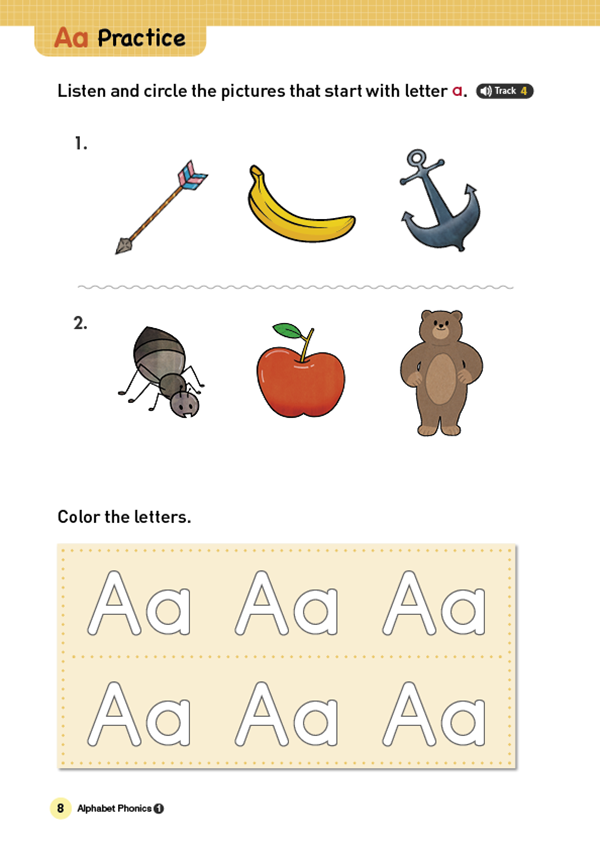 Aa Practice
Listen and circle the pictures that start with letter a. Track 4
1.
2.
Color the letters.
Aa Aa Aa
Aa Aa Aa
8 Alphabet Phonics 1